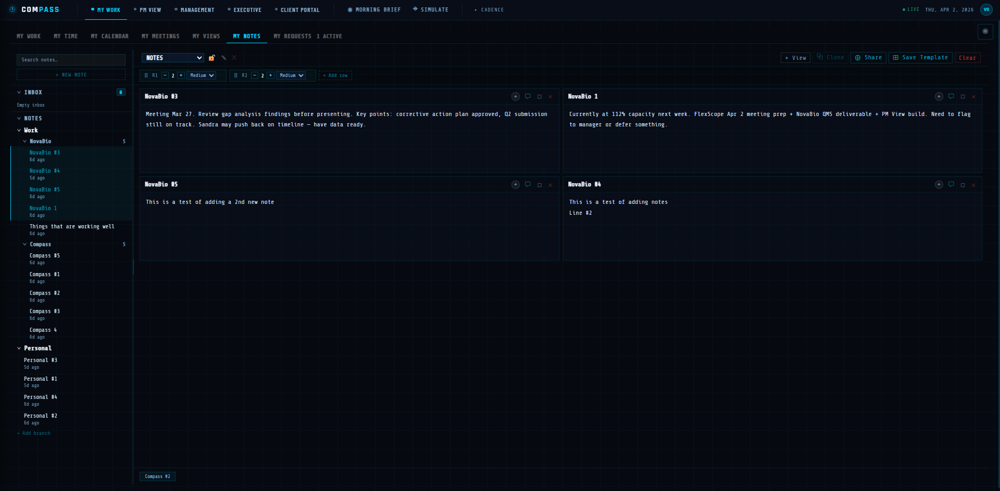 COMPASS
MY WORK
PM VIEW
MANAGEMENT
EXECUTIVE
CLIENT PORTAL
MORNING BRIEF
SIMULATE
CADENCE
LIVE
THU, APR 2, 2026
VS
MY WORK
MY TIME
MY CALENDAR
MY MEETINGS
MY VIEWS
MY NOTES
MY REQUESTS 1 ACTIVE
Search notes…
+ NEW NOTE
INBOX 0
Empty inbox
NOTES
Work
NovaBio 5
NovaBio #3
6d ago
NovaBio #4
5d ago
NovaBio #5
6d ago
NovaBio 1
6d ago
Things that are working well
6d ago
Compass 5
Compass #5
6d ago
Compass #1
6d ago
Compass #2
6d ago
Compass #3
6d ago
Compass 4
6d ago
Personal
Personal #3
5d ago
Personal #1
5d ago
Personal #4
6d ago
Personal #2
6d ago
+ Add branch
NOTES
+ View
Clone
Share
Save Template
Clear
R1 − 2 + Medium
R2 − 2 + Medium
+ Add row
NovaBio #3
Meeting Mar 27. Review gap analysis findings before presenting. Key points: corrective action plan approved, Q2 submission
still on track. Sandra may push back on timeline — have data ready.
NovaBio 1
Currently at 112% capacity next week. FlexScope Apr 2 meeting prep + NovaBio QMS deliverable + PM View build. Need to flag
to manager or defer something.
NovaBio #5
This is a test of adding a 2nd new note
NovaBio #4
This is a test of adding notes
Line #2
Compass #2